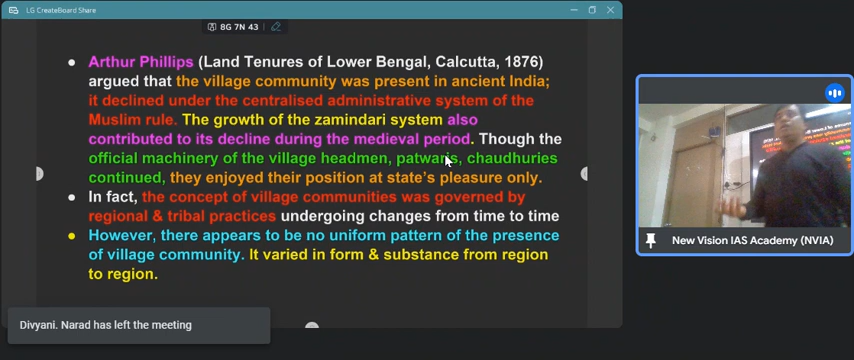 LG CreateBoard Share
8G 7N 43
Arthur Phillips (Land Tenures of Lower Bengal, Calcutta, 1876)
argued that the village community was present in ancient India;
it declined under the centralised administrative system of the
Muslim rule. The growth of the zamindari system also
contributed to its decline during the medieval period. Though the
official machinery of the village headmen, patwaris, chaudhuries
continued, they enjoyed their position at state's pleasure only.
In fact, the concept of village communities was governed by
regional & tribal practices undergoing changes from time to time
However, there appears to be no uniform pattern of the presence
of village community. It varied in form & substance from region
to region.
New Vision IAS Academy (NVIA)
Divyani. Narad has left the meeting